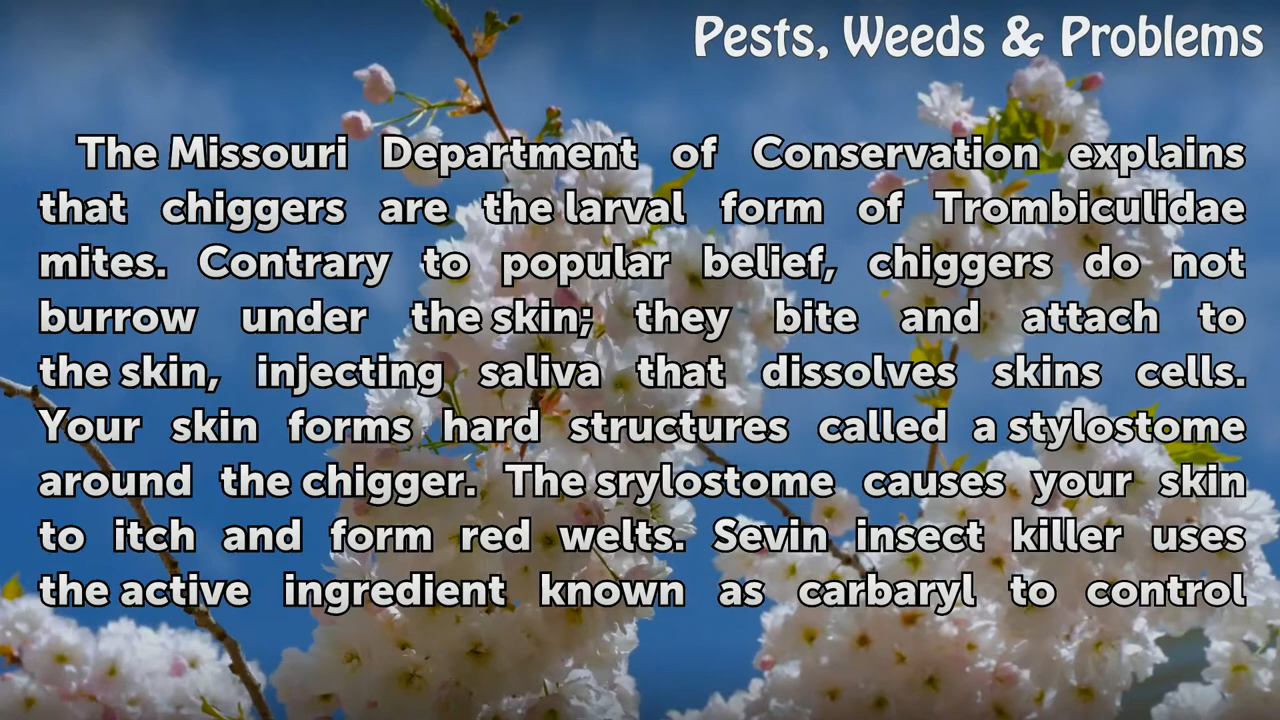 Pests, Weeds & Problems
The Missouri Department of Conservation explains
that chiggers are the larval form of Trombiculidae
mites. Contrary to popular belief, chiggers do not
burrow under the skin; they bite and attach to
the skin, injecting saliva that dissolves skins cells.
Your skin forms hard structures called a stylostome
around the chigger. The srylostome causes your skin
to itch and form red welts. Sevin insect killer uses
the active ingredient known as carbaryl to control